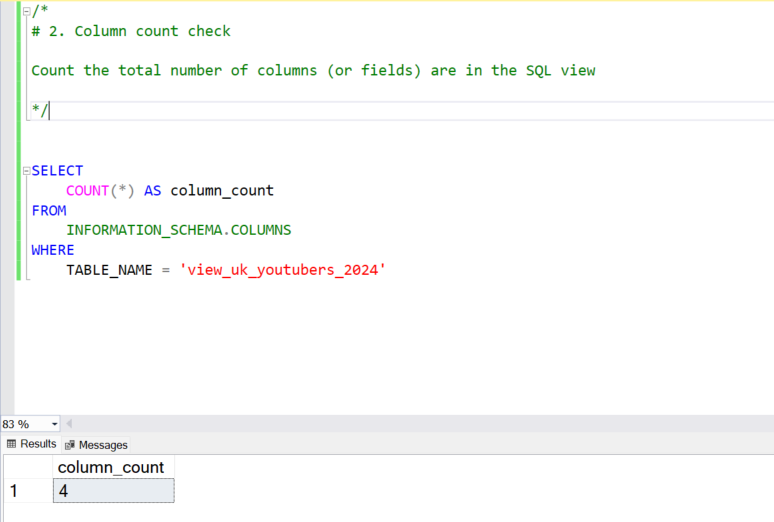 /*
# 2. Column count check
Count the total number of columns (or fields) are in the SQL view
*/
SELECT
COUNT(*) AS column_count
FROM
INFORMATION_SCHEMA.COLUMNS
WHERE
TABLE_NAME = 'view_uk_youtubers_2024'
83 %
Results Messages
column_count
1 4